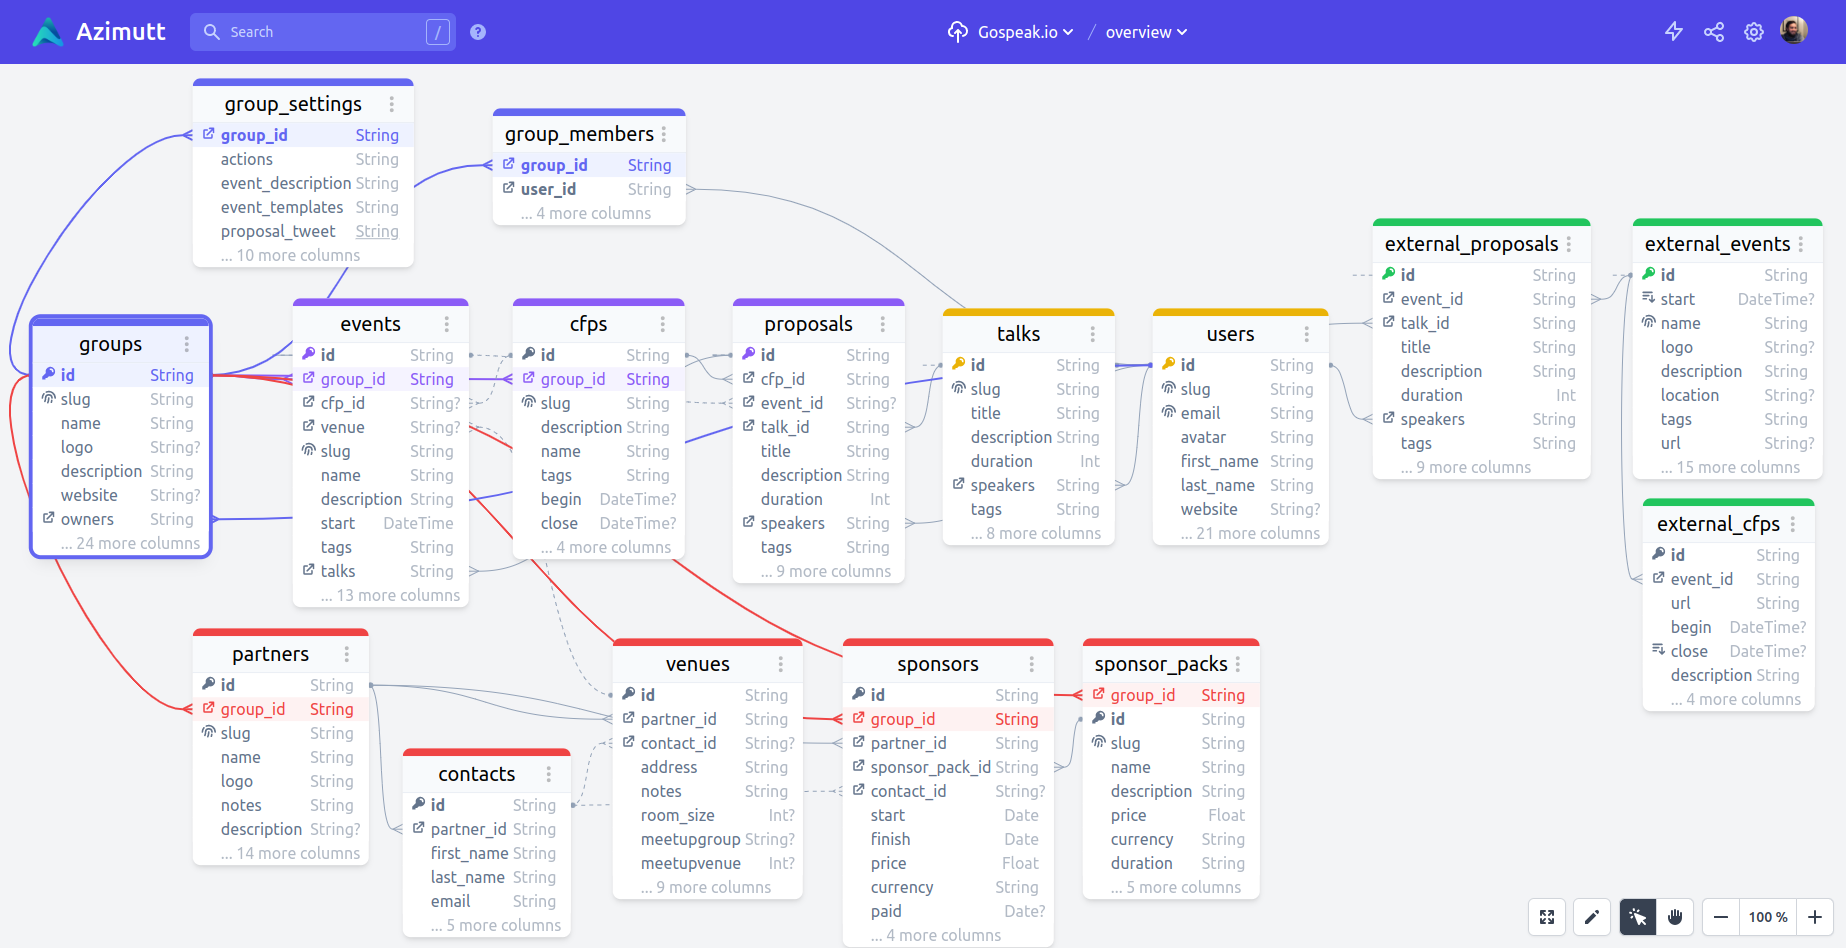 Azimutt
Search /
?
Gospeak.io / overview
group_settings
group_id String
actions String
event_description String
event_templates String
proposal_tweet String
... 10 more columns
group_members
group_id String
user_id String
... 4 more columns
groups
id String
slug String
name String
logo String?
description String
website String?
owners String
... 24 more columns
events
id String
group_id String
cfp_id String?
venue String?
slug String
name String
description String
start DateTime
tags String
talks String
... 13 more columns
cfps
id String
group_id String
slug String
description String
name String
tags String
begin DateTime?
close DateTime?
... 4 more columns
proposals
id String
cfp_id String
event_id String?
talk_id String
title String
description String
duration Int
speakers String
tags String
... 9 more columns
talks
id String
slug String
title String
description String
duration Int
speakers String
tags String
... 8 more columns
users
id String
slug String
email String
avatar String
first_name String
last_name String
website String?
... 21 more columns
external_proposals
id String
event_id String
talk_id String
title String
description String
duration Int
speakers String
tags String
... 9 more columns
external_events
id String
start DateTime?
name String
logo String?
description String
location String?
tags String
url String?
... 15 more columns
external_cfps
id String
event_id String
url String
begin DateTime?
close DateTime?
description String
... 4 more columns
partners
id String
group_id String
slug String
name String
logo String
notes String
description String?
... 14 more columns
contacts
id String
partner_id String
first_name String
last_name String
email String
... 5 more columns
venues
id String
partner_id String
contact_id String?
address String
notes String
room_size Int?
meetupgroup String?
meetupvenue Int?
... 9 more columns
sponsors
id String
group_id String
partner_id String
sponsor_pack_id String
contact_id String?
start Date
finish Date
price Float
currency String
paid Date?
... 4 more columns
sponsor_packs
group_id String
id String
slug String
name String
description String
price Float
currency String
duration String
... 5 more columns
100 %